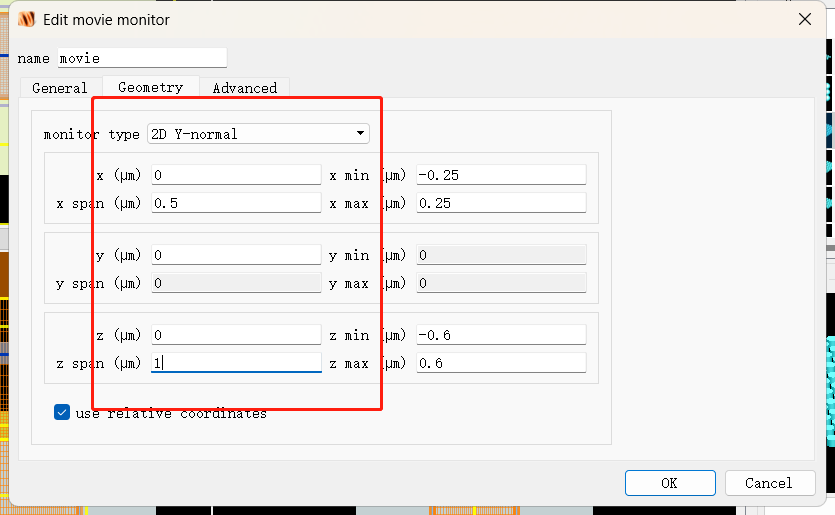 Edit movie monitor
name movie
General Geometry Advanced
monitor type 2D Y-normal
x (μm) 0 x min (μm) -0.25
x span (μm) 0.5 x max (μm) 0.25
y (μm) 0 y min (μm) 0
y span (μm) 0 y max (μm) 0
z (μm) 0 z min (μm) -0.6
z span (μm) 1 z max (μm) 0.6
use relative coordinates
OK Cancel